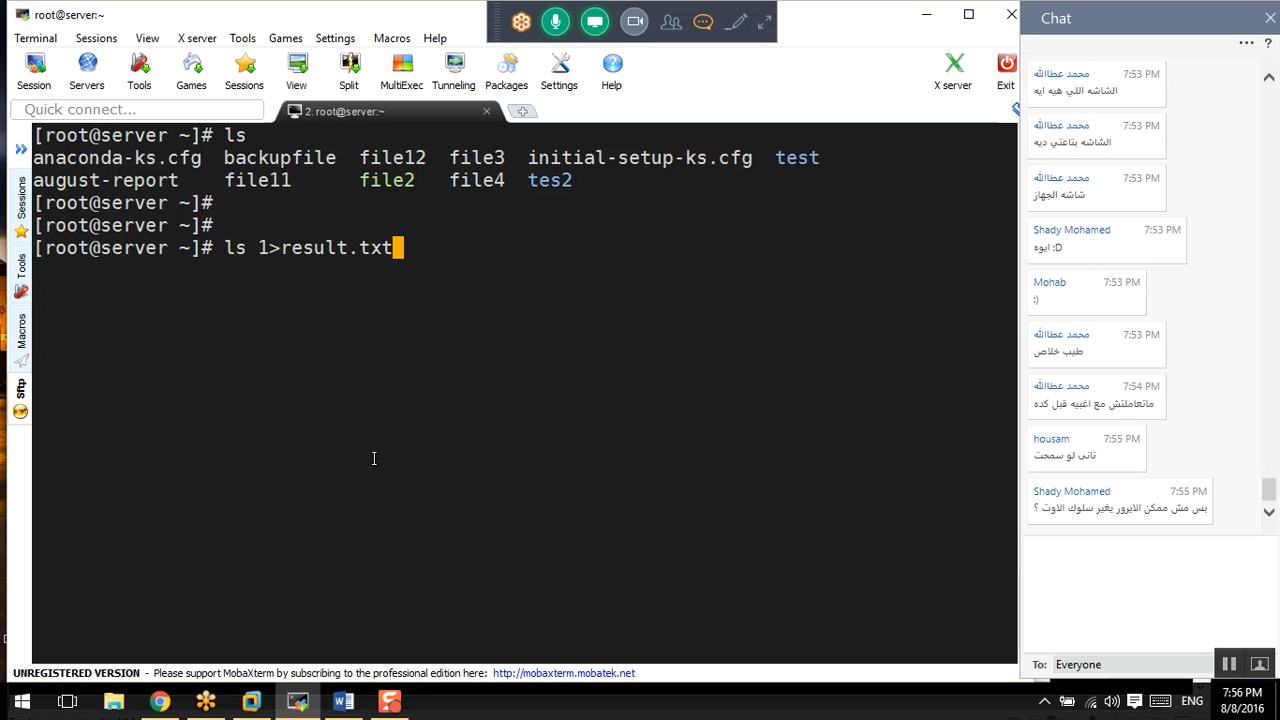 /root@server:~
Terminal Sessions View X server Tools Games Settings Macros Help
Session Servers Tools Games Sessions View Split MultiExec Tunneling Packages Settings Help X server Exit
Quick connect...
2. root@server:~
[root@server ~]# ls
anaconda-ks.cfg backupfile file12 file3 initial-setup-ks.cfg test
august-report file11 file2 file4 tes2
[root@server ~]#
[root@server ~]#
[root@server ~]# ls 1>result.txt
Sessions
Tools
Macros
Sftp
UNREGISTERED VERSION - Please support MobaXterm by subscribing to the professional edition here: http://mobaxterm.mobatek.net
Chat
محمد عطاالله 7:53 PM
الشاشه اللي هيه ايه
محمد عطاالله 7:53 PM
الشاشه بتاعتي ديه
محمد عطاالله 7:53 PM
شاشه الجهاز
Shady Mohamed 7:53 PM
ايوه :D
Mohab 7:53 PM
:)
محمد عطاالله 7:53 PM
طيب خلاص
محمد عطاالله 7:54 PM
ماتعاملتش مع اغبيه قبل كده
housam 7:55 PM
تانى لو سمحت
Shady Mohamed 7:55 PM
بس مش ممكن الايرور يغير سلوك الاوت ؟
To: Everyone
ENG
7:56 PM
8/8/2016